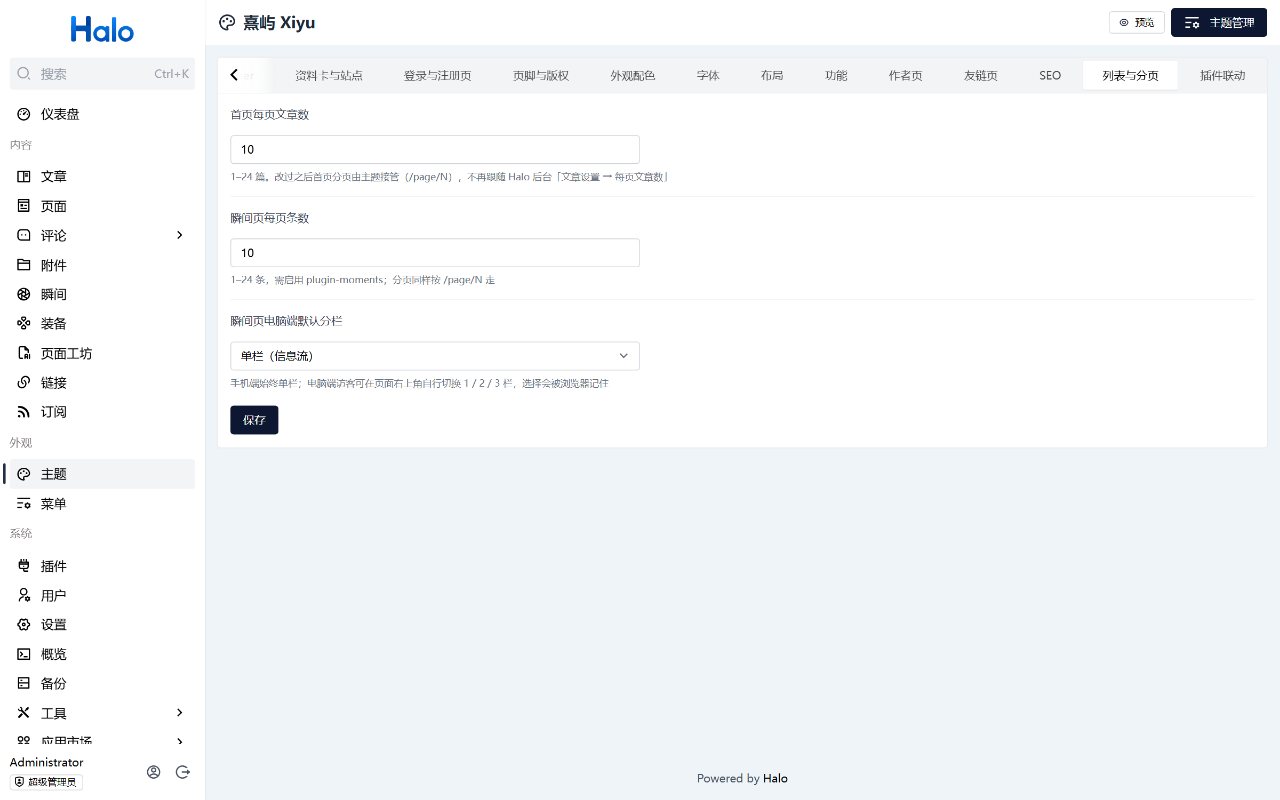 Halo
熹屿 Xiyu
预览
主题管理
搜索 Ctrl+K
仪表盘
内容
文章
页面
评论
附件
瞬间
装备
页面工坊
链接
订阅
外观
主题
菜单
系统
插件
用户
设置
概览
备份
工具
应用市场
Administrator
超级管理员
资料卡与站点 登录与注册页 页脚与版权 外观配色 字体 布局 功能 作者页 友链页 SEO 列表与分页 插件联动
首页每页文章数
10
1–24 篇。改过之后首页分页由主题接管（/page/N），不再跟随 Halo 后台「文章设置 → 每页文章数」
瞬间页每页条数
10
1–24 条，需启用 plugin-moments；分页同样按 /page/N 走
瞬间页电脑端默认分栏
单栏（信息流）
手机端始终单栏；电脑端访客可在页面右上角自行切换 1 / 2 / 3 栏，选择会被浏览器记住
保存
Powered by Halo